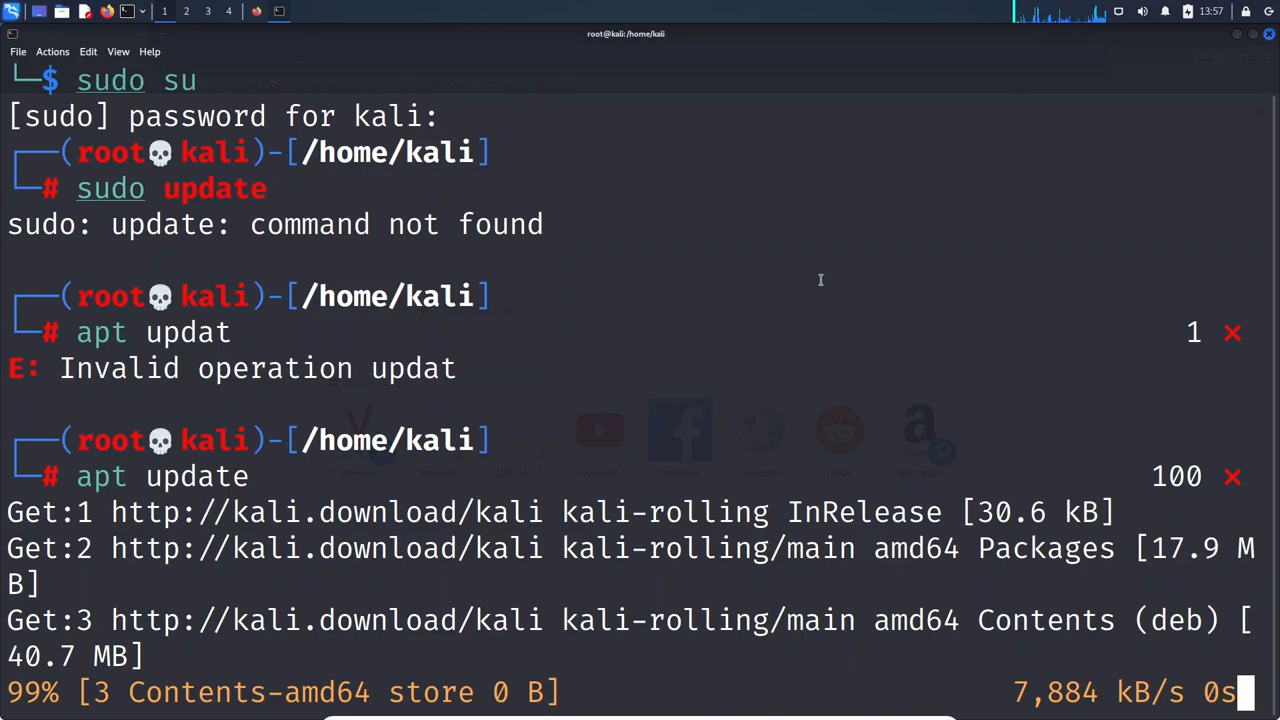 1 2 3 4 13:57
root@kali: /home/kali
File Actions Edit View Help
└─$ sudo su
[sudo] password for kali:
┌──(root💀kali)-[/home/kali]
└─# sudo update
sudo: update: command not found
┌──(root💀kali)-[/home/kali]
└─# apt updat 1 ⨯
E: Invalid operation updat
┌──(root💀kali)-[/home/kali]
└─# apt update 100 ⨯
Get:1 http://kali.download/kali kali-rolling InRelease [30.6 kB]
Get:2 http://kali.download/kali kali-rolling/main amd64 Packages [17.9 M
B]
Get:3 http://kali.download/kali kali-rolling/main amd64 Contents (deb) [
40.7 MB]
99% [3 Contents-amd64 store 0 B] 7,884 kB/s 0s